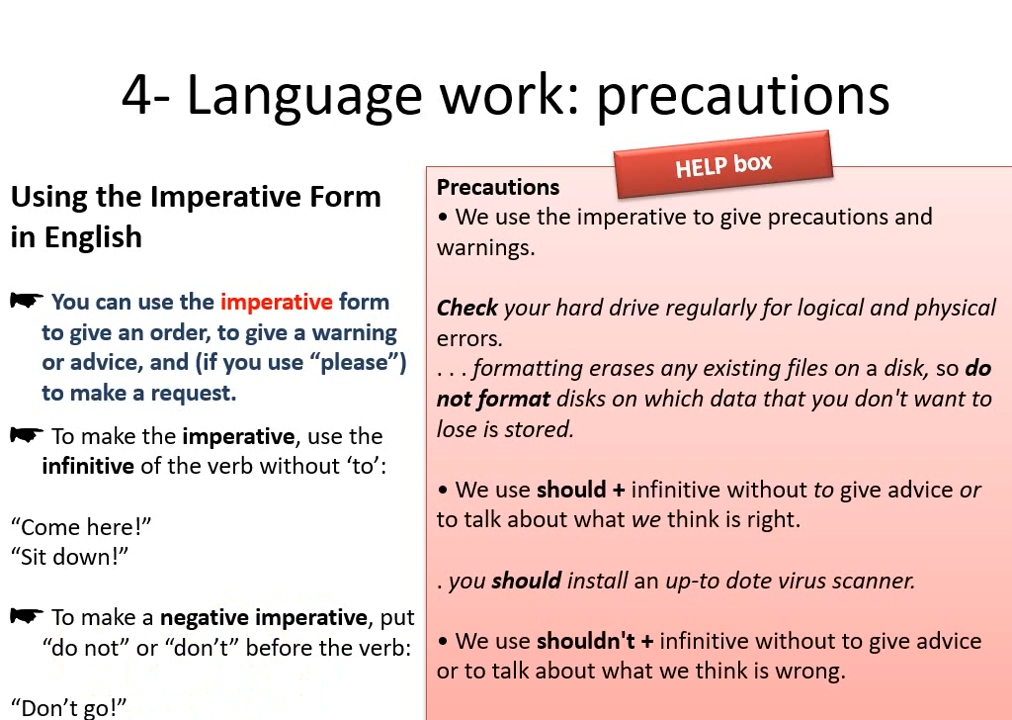 4- Language work: precautions
Using the Imperative Form
in English
You can use the imperative form
to give an order, to give a warning
or advice, and (if you use “please”)
to make a request.
To make the imperative, use the
infinitive of the verb without ‘to’:
“Come here!”
“Sit down!”
To make a negative imperative, put
“do not” or “don’t” before the verb:
“Don’t go!”
HELP box
Precautions
• We use the imperative to give precautions and
warnings.
Check your hard drive regularly for logical and physical
errors.
. . . formatting erases any existing files on a disk, so do
not format disks on which data that you don't want to
lose is stored.
• We use should + infinitive without to give advice or
to talk about what we think is right.
. you should install an up-to dote virus scanner.
• We use shouldn't + infinitive without to give advice
or to talk about what we think is wrong.